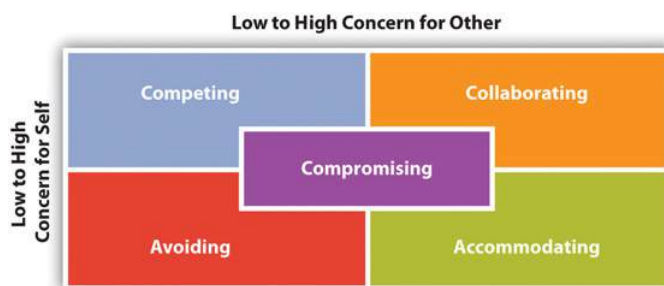 Low to High Concern for Other
Low to High
Concern for Self
Competing
Collaborating
Compromising
Avoiding
Accommodating